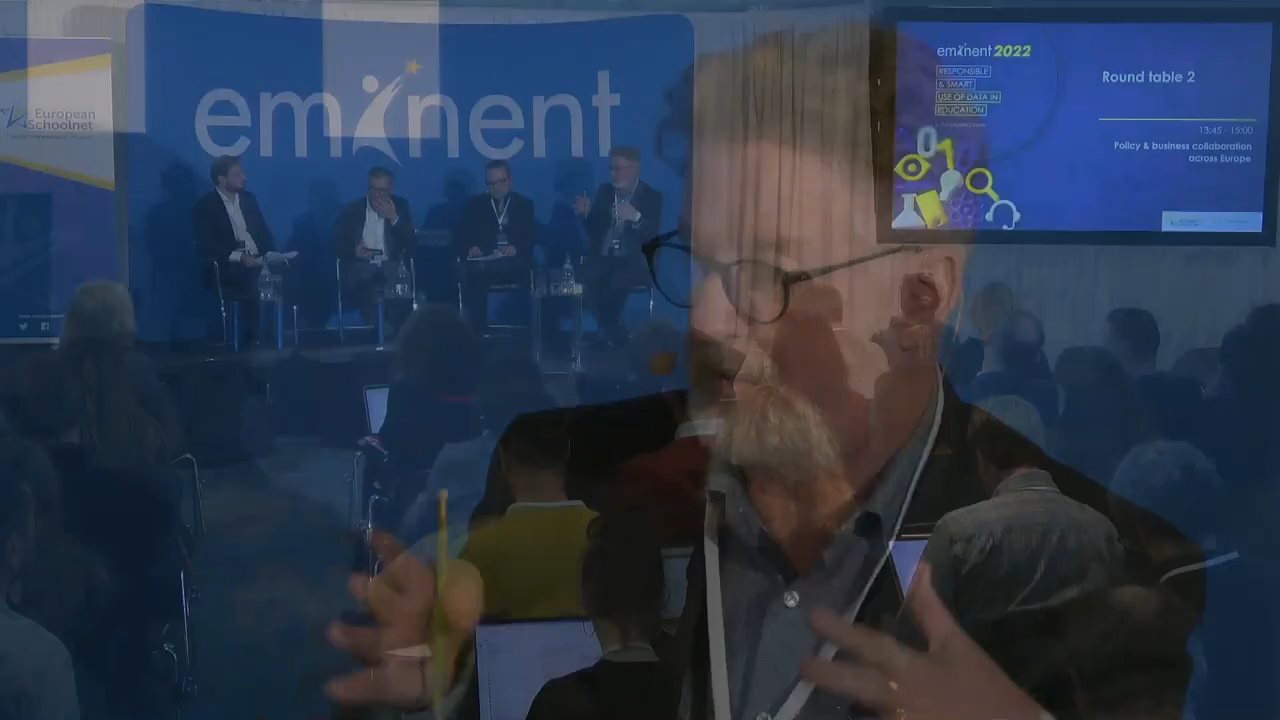 European
Schoolnet
eminent
eminent 2022
RESPONSIBLE
& SMART
USE OF DATA IN
EDUCATION
Round table 2
13:45 - 15:00
Policy & business collaboration
across Europe